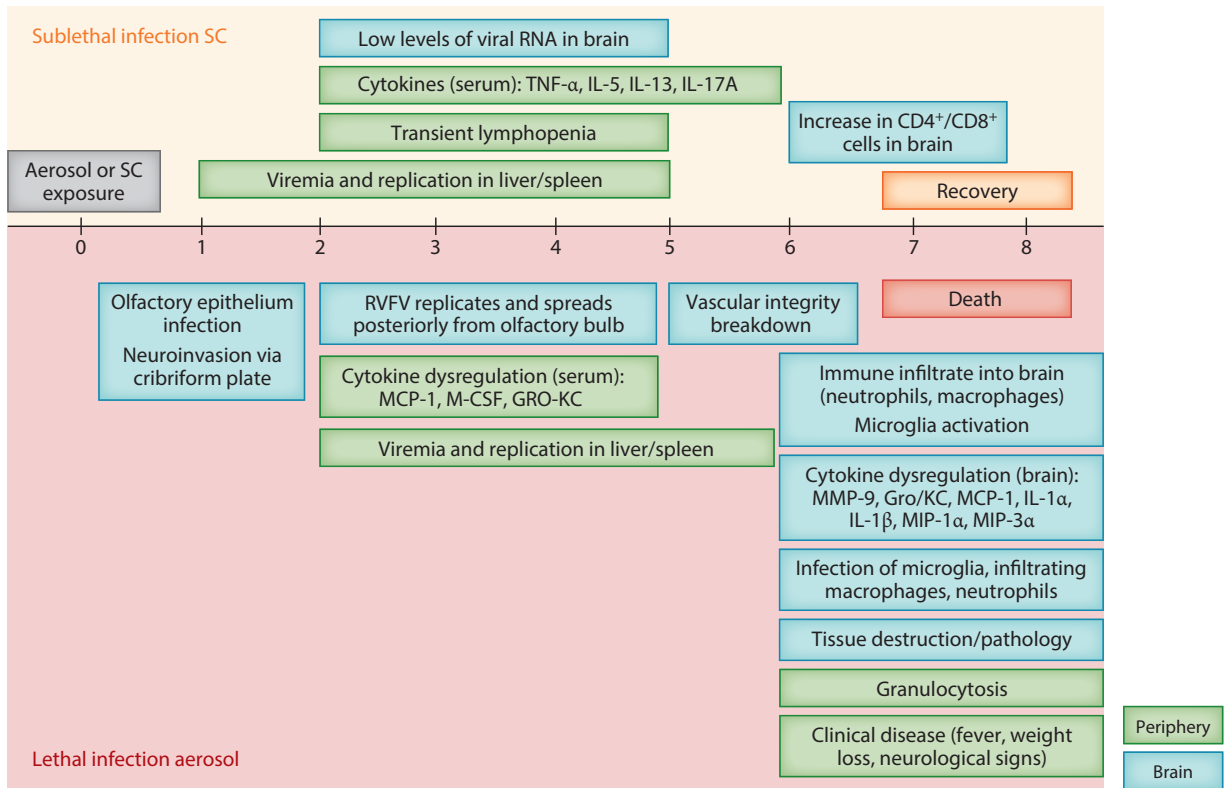 Sublethal infection SC
Low levels of viral RNA in brain
Cytokines (serum): TNF-α, IL-5, IL-13, IL-17A
Transient lymphopenia
Increase in CD4⁺/CD8⁺
cells in brain
Aerosol or SC
exposure
Viremia and replication in liver/spleen
Recovery
0 1 2 3 4 5 6 7 8
Olfactory epithelium
infection
Neuroinvasion via
cribriform plate
RVFV replicates and spreads
posteriorly from olfactory bulb
Vascular integrity
breakdown
Death
Cytokine dysregulation (serum):
MCP-1, M-CSF, GRO-KC
Viremia and replication in liver/spleen
Immune infiltrate into brain
(neutrophils, macrophages)
Microglia activation
Cytokine dysregulation (brain):
MMP-9, Gro/KC, MCP-1, IL-1α,
IL-1β, MIP-1α, MIP-3α
Infection of microglia, infiltrating
macrophages, neutrophils
Tissue destruction/pathology
Granulocytosis
Clinical disease (fever, weight
loss, neurological signs)
Lethal infection aerosol
Periphery
Brain